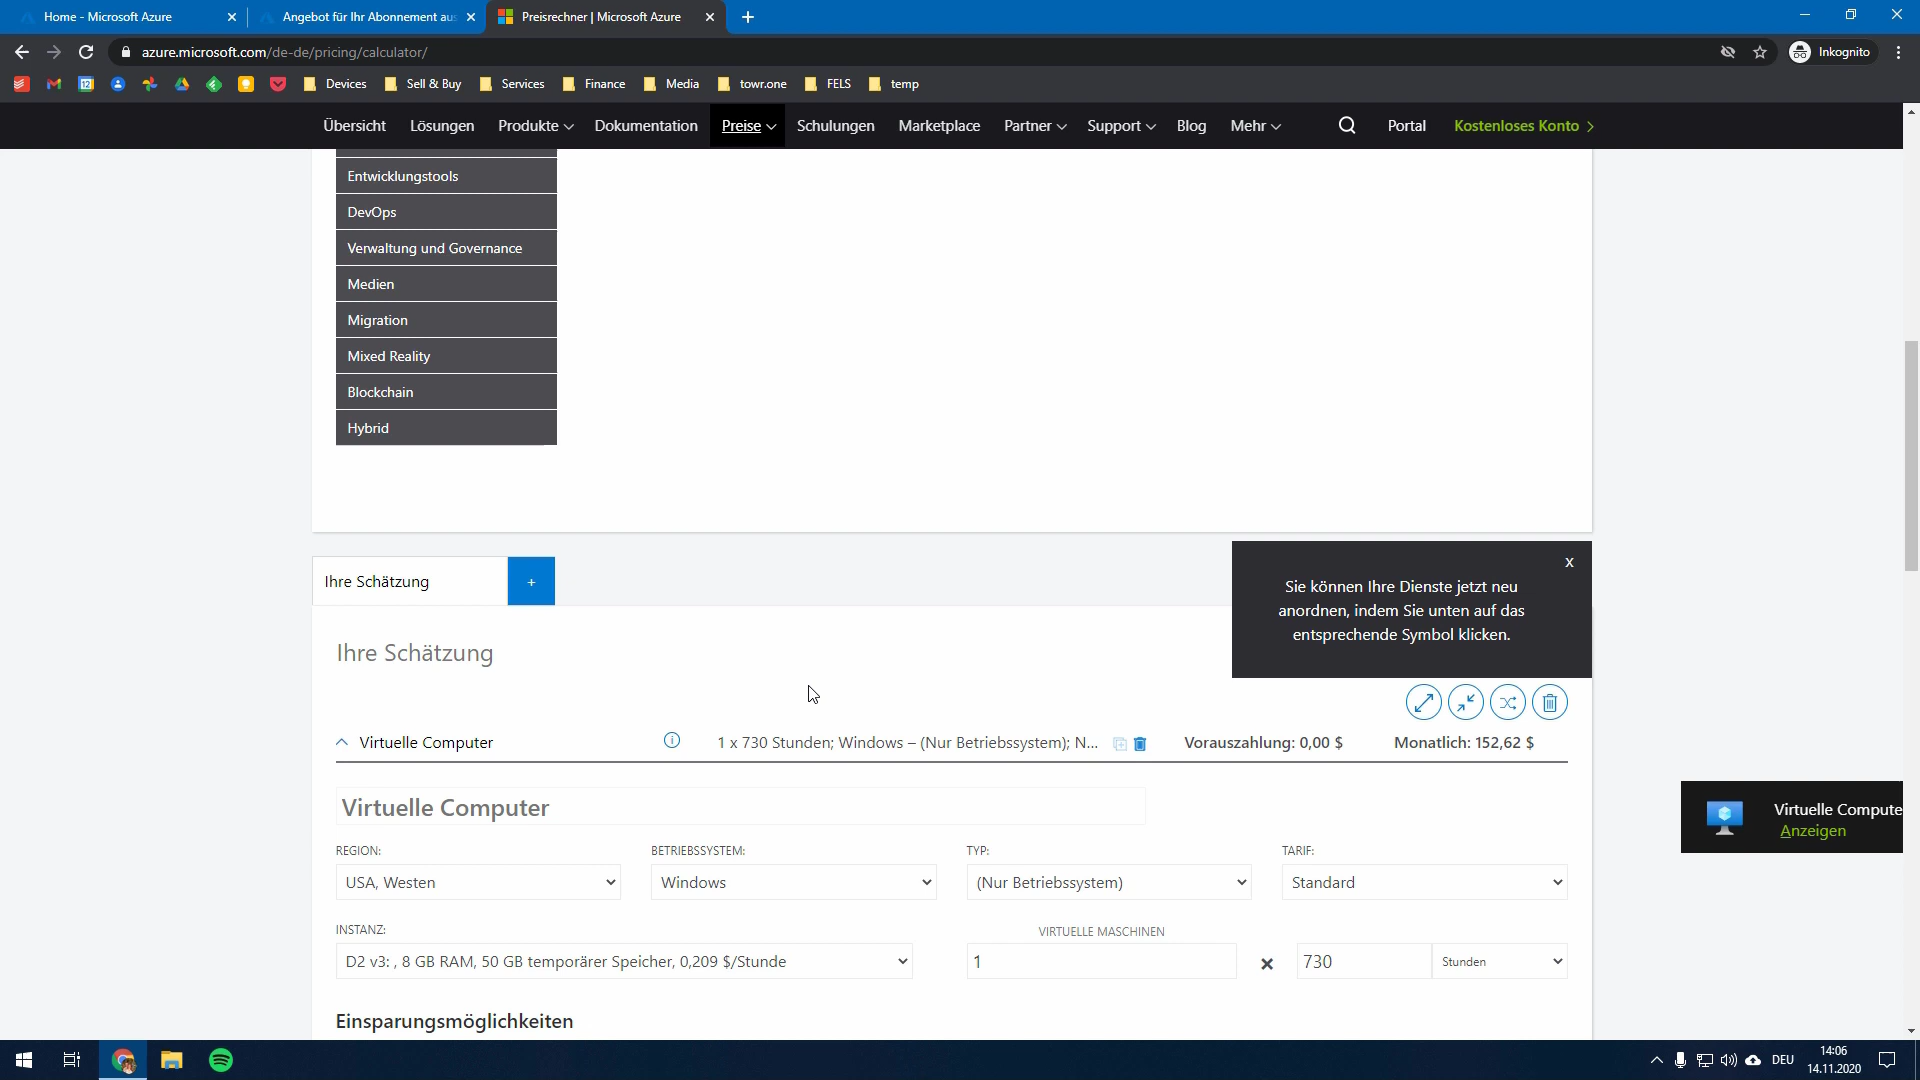 Home - Microsoft Azure
Angebot für Ihr Abonnement aus
Preisrechner | Microsoft Azure
azure.microsoft.com/de-de/pricing/calculator/
Inkognito
12
Devices
Sell & Buy
Services
Finance
Media
towr.one
FELS
temp
Übersicht
Lösungen
Produkte
Dokumentation
Preise
Schulungen
Marketplace
Partner
Support
Blog
Mehr
Portal
Kostenloses Konto
Entwicklungstools
DevOps
Verwaltung und Governance
Medien
Migration
Mixed Reality
Blockchain
Hybrid
Ihre Schätzung
+
x
Sie können Ihre Dienste jetzt neu
anordnen, indem Sie unten auf das
entsprechende Symbol klicken.
Ihre Schätzung
Virtuelle Computer
1 x 730 Stunden; Windows – (Nur Betriebssystem); N...
Vorauszahlung: 0,00 $
Monatlich: 152,62 $
Virtuelle Computer
Virtuelle Compute
Anzeigen
REGION:
BETRIEBSSYSTEM:
TYP:
TARIF:
USA, Westen
Windows
(Nur Betriebssystem)
Standard
INSTANZ:
VIRTUELLE MASCHINEN
D2 v3: , 8 GB RAM, 50 GB temporärer Speicher, 0,209 $/Stunde
1
×
730
Stunden
Einsparungsmöglichkeiten
DEU
14:06
14.11.2020